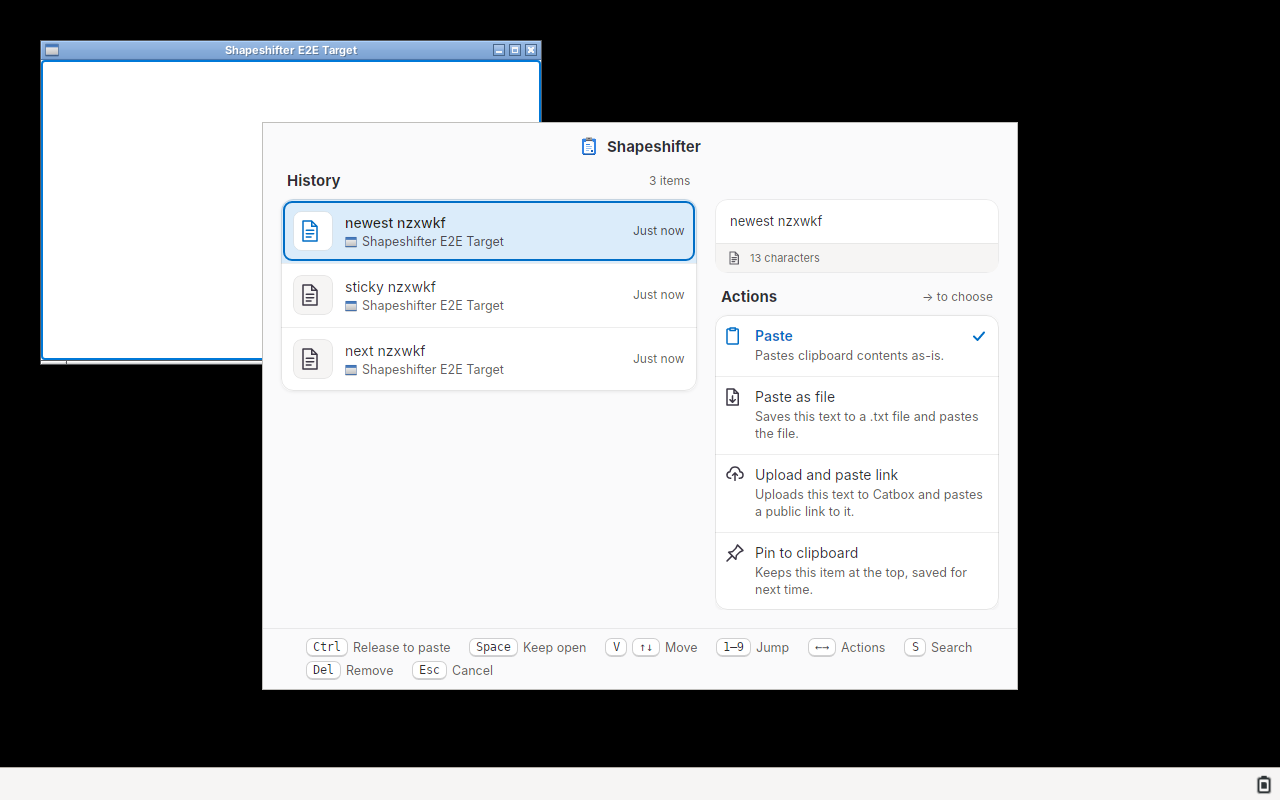 Shapeshifter E2E Target
Shapeshifter
History
3 items
newest nzxwkf
Shapeshifter E2E Target
Just now
sticky nzxwkf
Shapeshifter E2E Target
Just now
next nzxwkf
Shapeshifter E2E Target
Just now
newest nzxwkf
13 characters
Actions
→ to choose
Paste
Pastes clipboard contents as-is.
Paste as file
Saves this text to a .txt file and pastes
the file.
Upload and paste link
Uploads this text to Catbox and pastes
a public link to it.
Pin to clipboard
Keeps this item at the top, saved for
next time.
Ctrl Release to paste Space Keep open V ↑↓ Move 1–9 Jump ←→ Actions S Search
Del Remove Esc Cancel